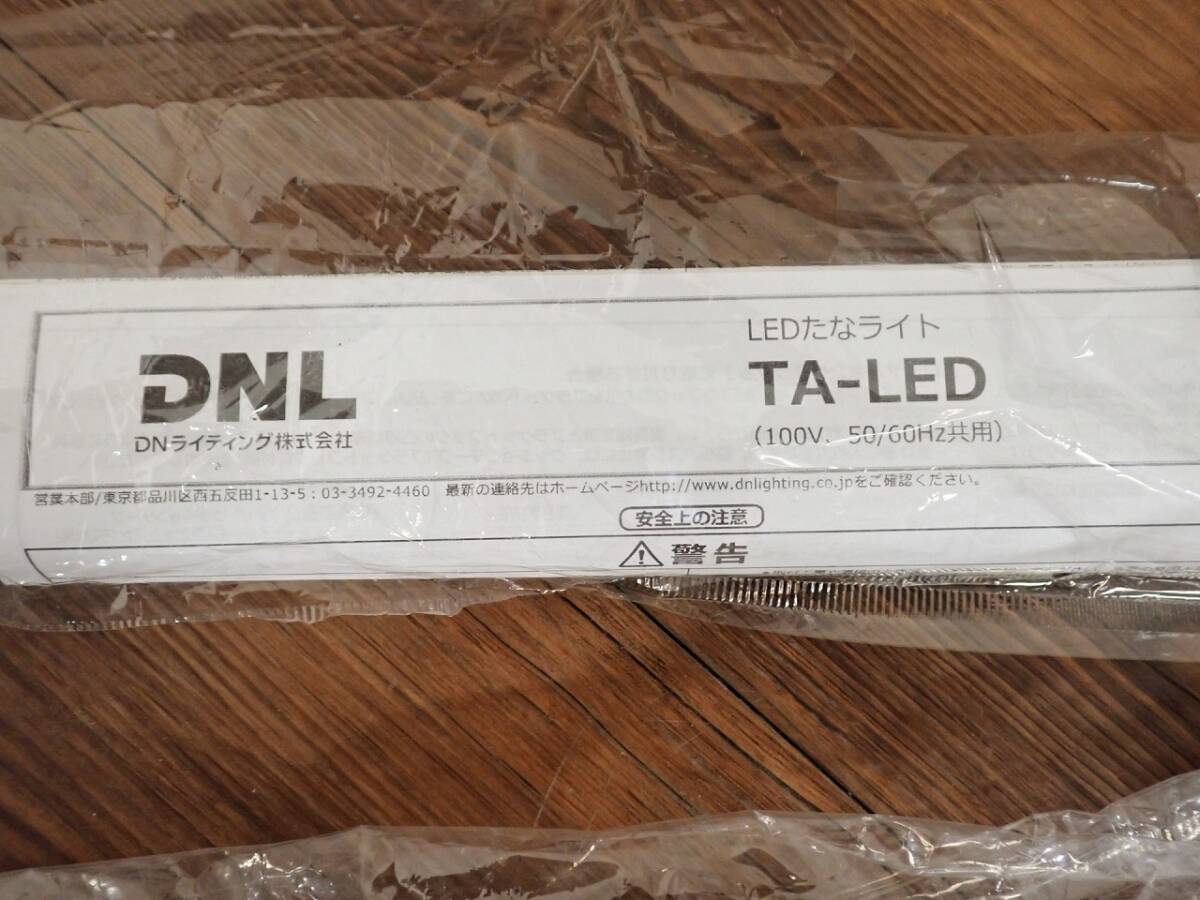 DNL
DNライティング株式会社
LEDたなライト
TA-LED
(100V、50/60Hz共用)
営業本部/東京都品川区西五反田1-13-5:03-3492-4460 最新の連絡先はホームページhttp://www.dnlighting.co.jpをご確認ください。
安全上の注意
⚠警告